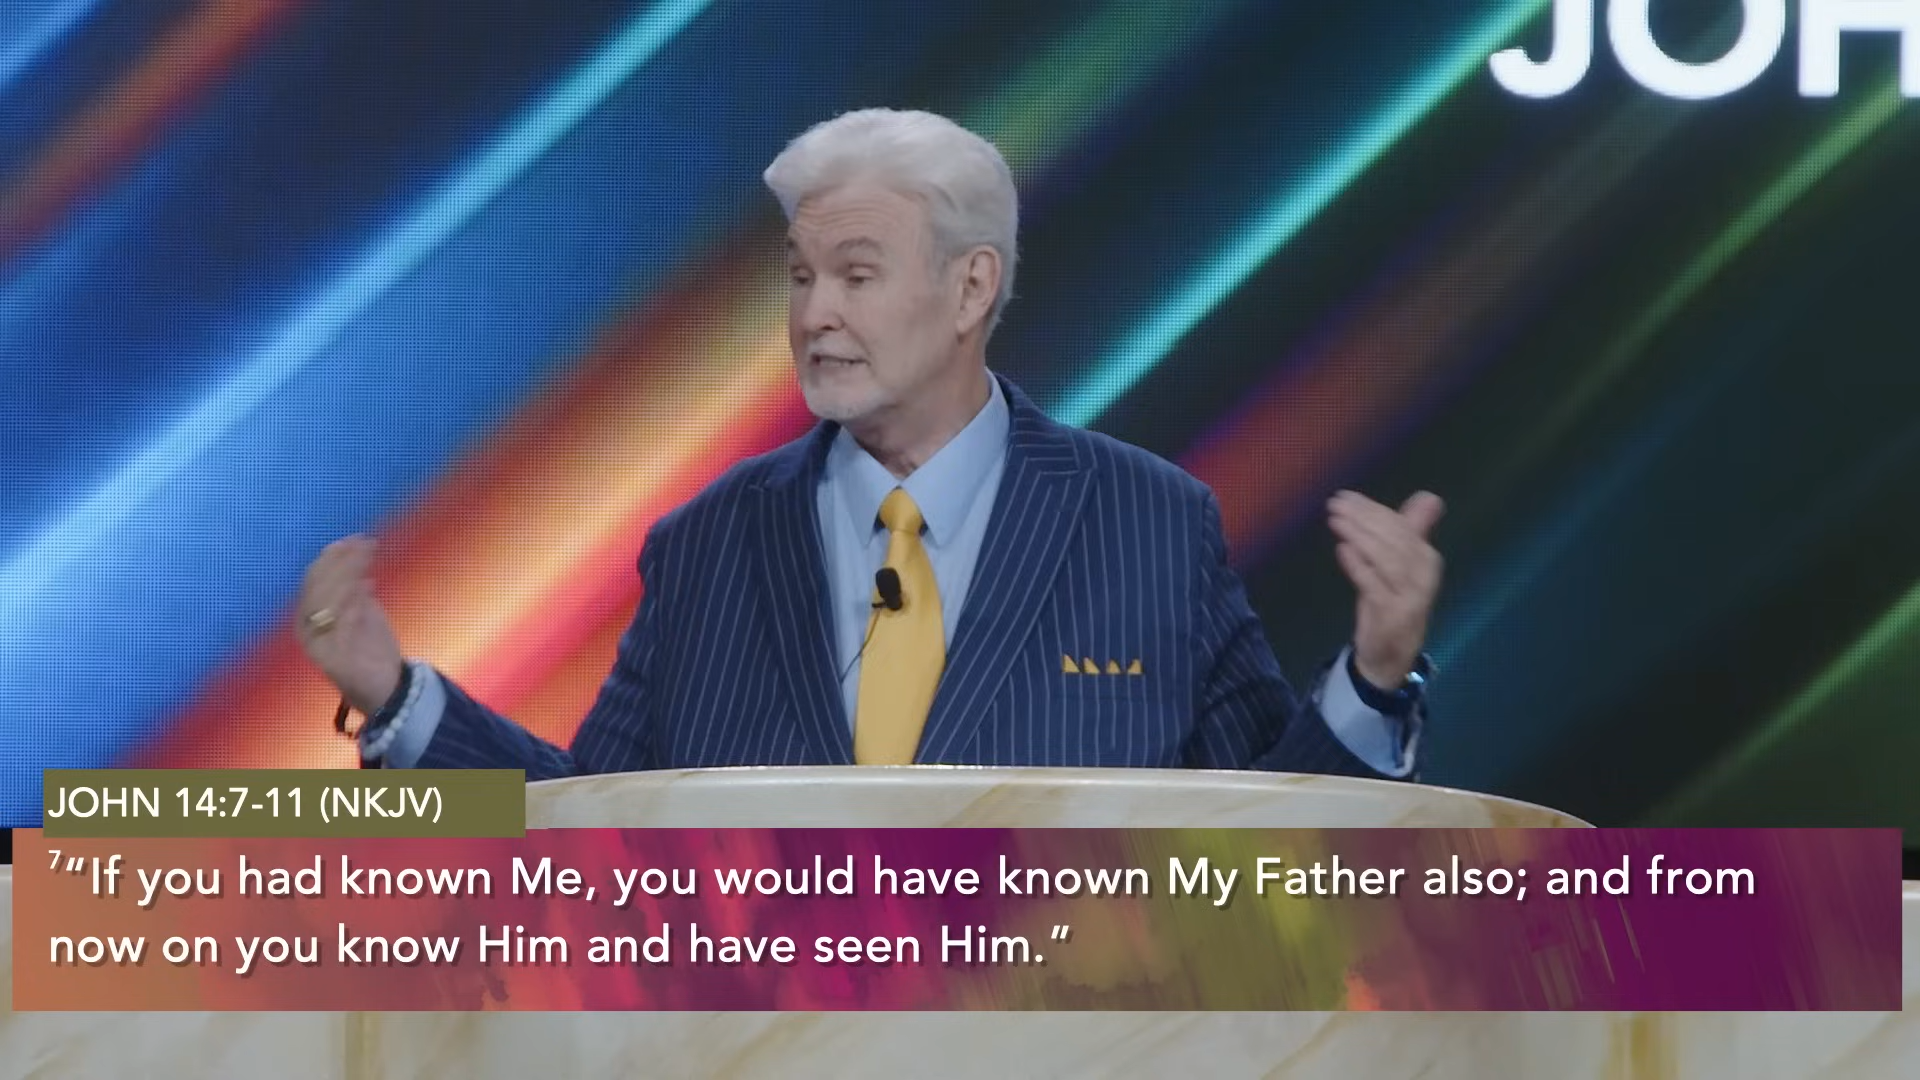 JOH
JOHN 14:7-11 (NKJV)
⁷“If you had known Me, you would have known My Father also; and from
now on you know Him and have seen Him.”